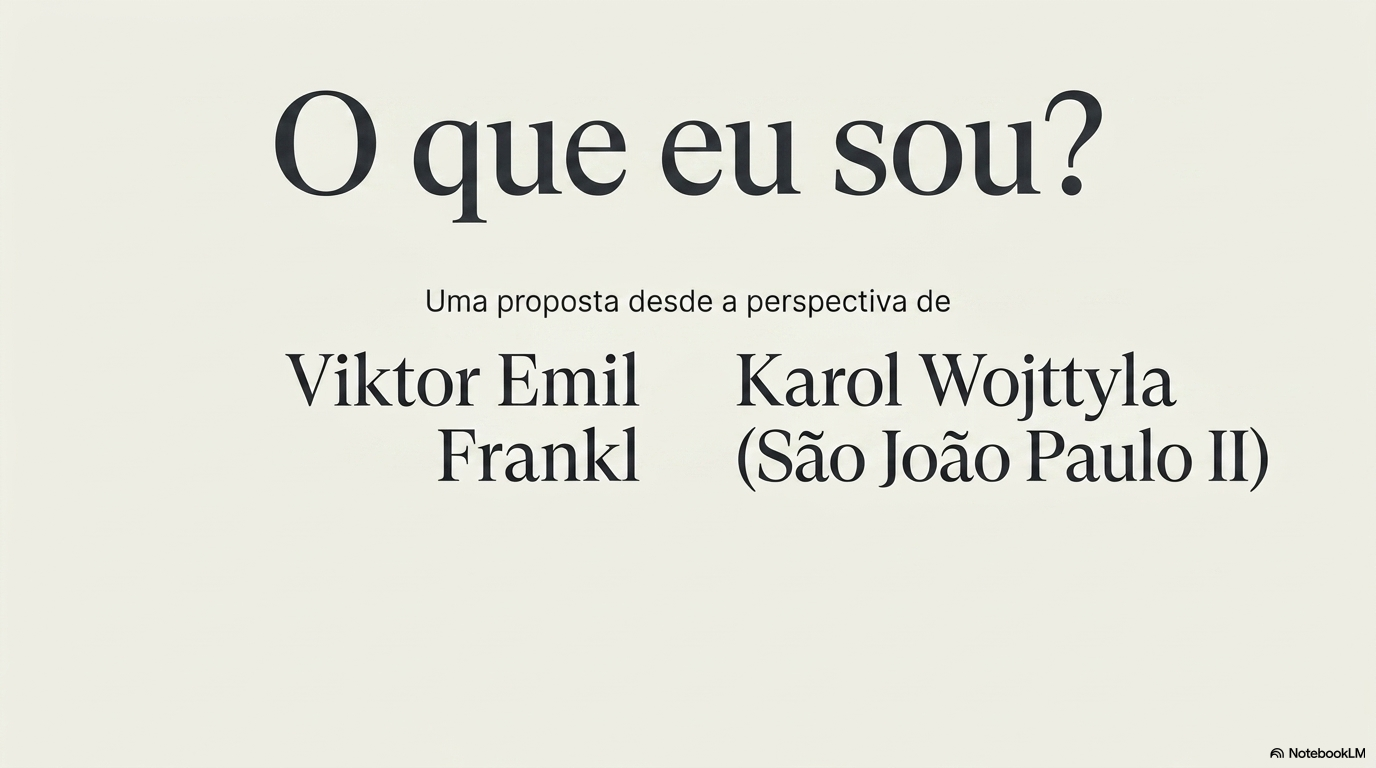 O que eu sou?
Uma proposta desde a perspectiva de
Viktor Emil
Frankl
Karol Wojttyla
(São João Paulo II)
NotebookLM